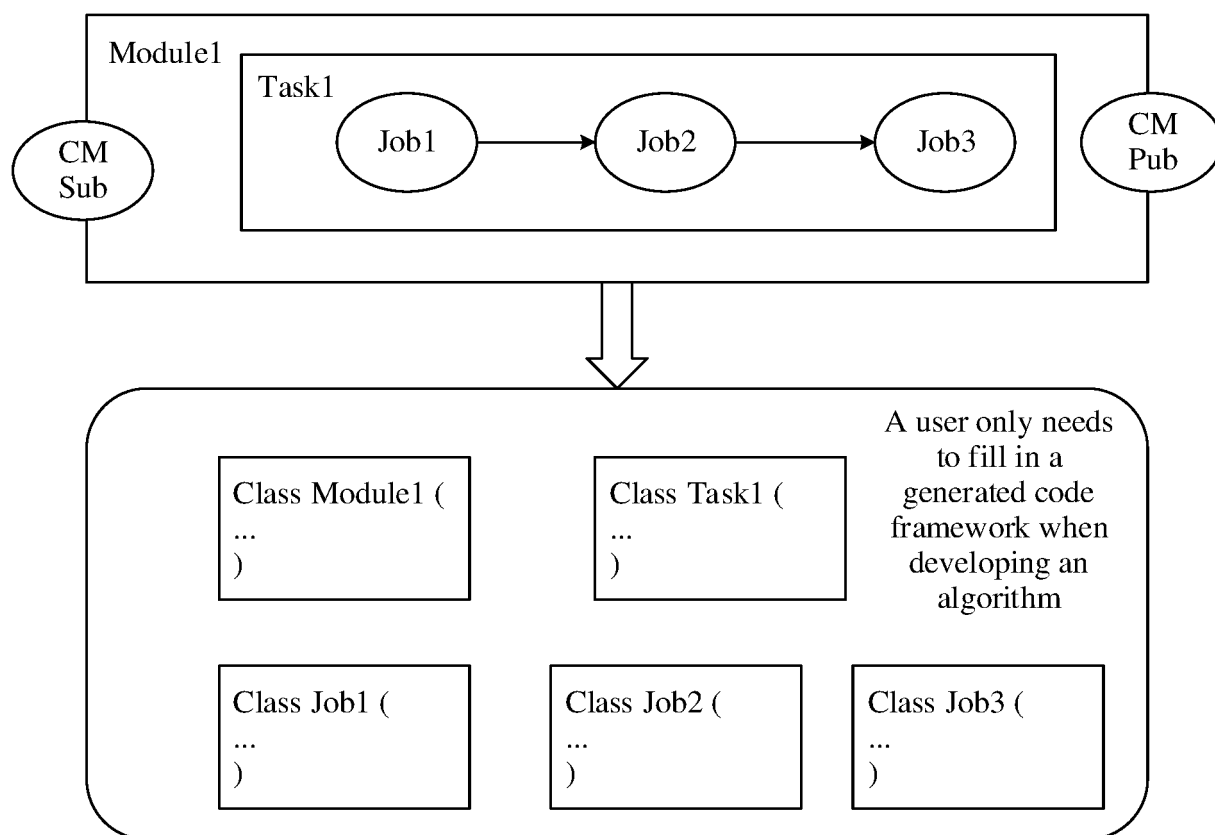 Module1
Task1
Job1
Job2
Job3
CM
Sub
CM
Pub
A user only needs
to fill in a
generated code
framework when
developing an
algorithm
Class Module1 (
...
)
Class Task1 (
...
)
Class Job1 (
...
)
Class Job2 (
...
)
Class Job3 (
...
)